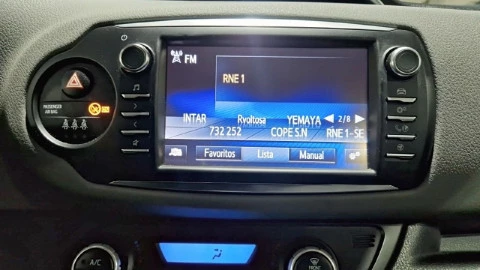 FM
RNE 1
INTAR Ryoltosa YEMAYA 2/8
732 252 COPE S.N RNE 1-SE
Favoritos Lista Manual
PASSENGER
AIR BAG
A/C